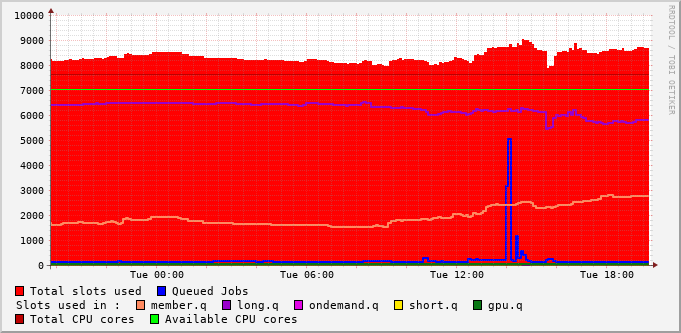 10000
9000
8000
7000
6000
5000
4000
3000
2000
1000
0
Tue 00:00 Tue 06:00 Tue 12:00 Tue 18:00
RRDTOOL / TOBI OETIKER
Total slots used Queued Jobs
Slots used in : member.q long.q ondemand.q short.q gpu.q
Total CPU cores Available CPU cores